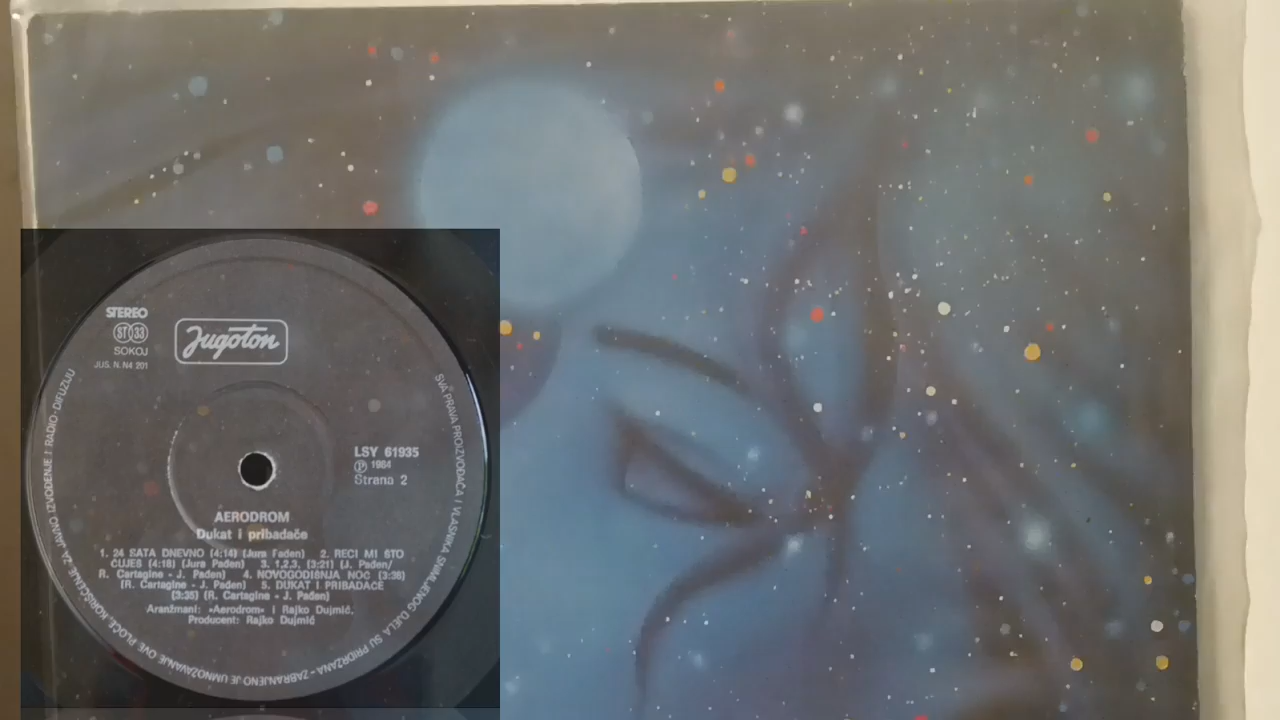 STEREO
ST 33
SOKOJ
JUS. N. N4 201
Jugoton
LSY 61935
Ⓟ 1984
Strana 2
AERODROM
Dukat i pribadače
1. 24 SATA DNEVNO (4:14) (Jura Pađen) 2. RECI MI ŠTO
ČUJEŠ (4:18) (Jura Pađen) 3. 1,2,3, (3:21) (J. Pađen/
R. Cartagine - J. Pađen) 4. NOVOGODIŠNJA NOĆ (3:38)
(R. Cartagine - J. Pađen) 5. DUKAT I PRIBADAČE
(3:35) (R. Cartagine - J. Pađen)
Aranžmani: »Aerodrom« i Rajko Dujmić.
Producent: Rajko Dujmić
SVA PRAVA PROIZVOĐAČA I VLASNIKA SNIMLJENOG DJELA SU PRIDRŽANA - ZABRANJENO JE UMNOŽAVANJE OVE PLOČE, KORIŠĆENJE ZA JAVNO IZVOĐENJE I RADIO-DIFUZIJU